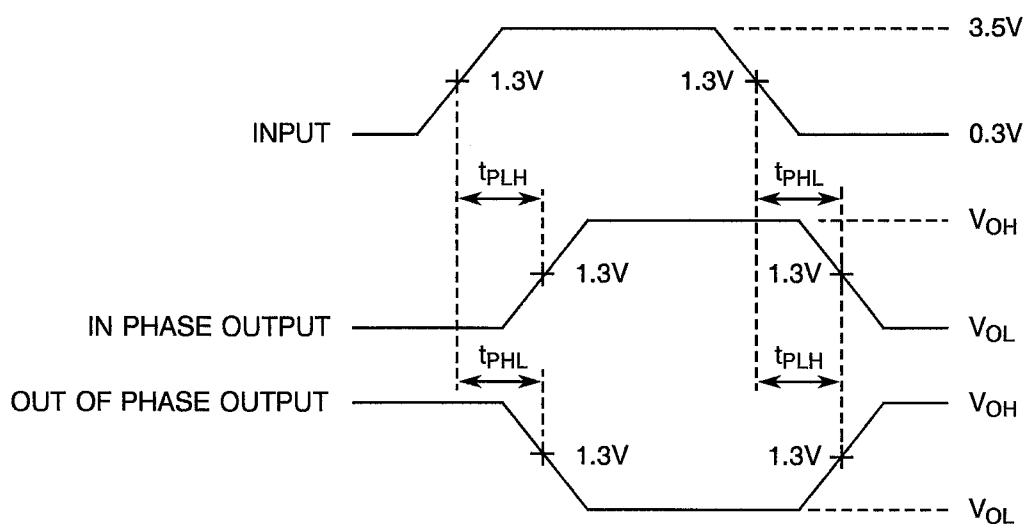 3.5V
1.3V 1.3V
INPUT 0.3V
tPLH tPHL
VOH
1.3V 1.3V
IN PHASE OUTPUT VOL
tPHL tPLH
OUT OF PHASE OUTPUT VOH
1.3V 1.3V
VOL